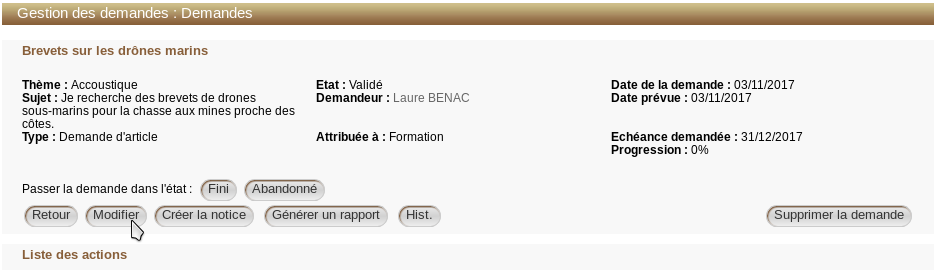 Gestion des demandes : Demandes
Brevets sur les drônes marins
Thème : Accoustique
Etat : Validé
Date de la demande : 03/11/2017
Sujet : Je recherche des brevets de drones
sous-marins pour la chasse aux mines proche des
côtes.
Demandeur : Laure BENAC
Date prévue : 03/11/2017
Type : Demande d'article
Attribuée à : Formation
Echéance demandée : 31/12/2017
Progression : 0%
Passer la demande dans l'état : Fini Abandonné
Retour Modifier Créer la notice Générer un rapport Hist. Supprimer la demande
Liste des actions